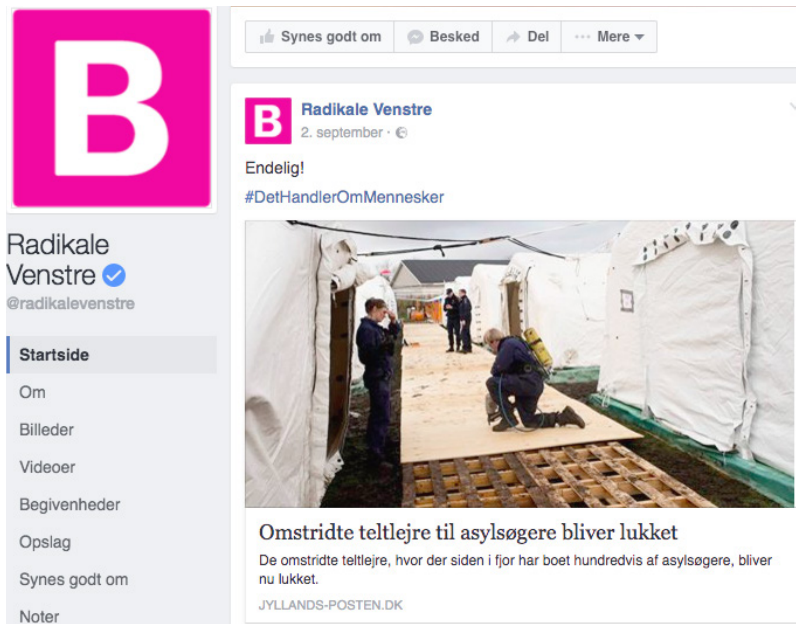 B
Radikale
Venstre
@radikalevenstre
Startside
Om
Billeder
Videoer
Begivenheder
Opslag
Synes godt om
Noter
Synes godt om
Besked
Del
Mere
B
Radikale Venstre
2. september
Endelig!
#DetHandlerOmMennesker
Omstridte teltlejre til asylsøgere bliver lukket
De omstridte teltlejre, hvor der siden i fjor har boet hundredvis af asylsøgere, bliver
nu lukket.
JYLLANDS-POSTEN.DK